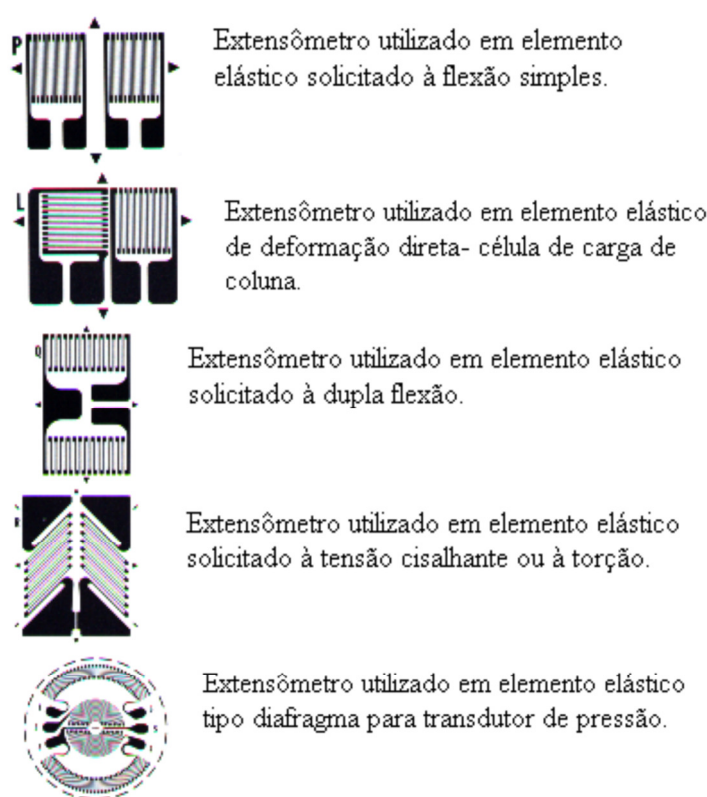 P
Extensômetro utilizado em elemento
elástico solicitado à flexão simples.
L
Extensômetro utilizado em elemento elástico
de deformação direta- célula de carga de
coluna.
Q
Extensômetro utilizado em elemento elástico
solicitado à dupla flexão.
Extensômetro utilizado em elemento elástico
solicitado à tensão cisalhante ou à torção.
Extensômetro utilizado em elemento elástico
tipo diafragma para transdutor de pressão.